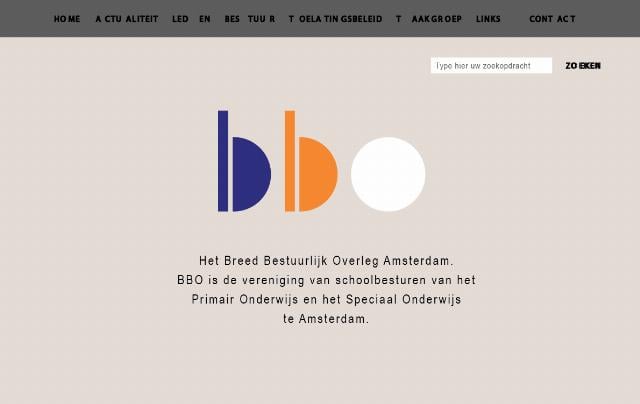 HOME ACTUALITEIT LEDEN BESTUUR TOELATINGSBELEID TAAKGROEP LINKS CONTACT
Type hier uw zoekopdracht ZOEKEN
bbo
Het Breed Bestuurlijk Overleg Amsterdam.
BBO is de vereniging van schoolbesturen van het
Primair Onderwijs en het Speciaal Onderwijs
te Amsterdam.